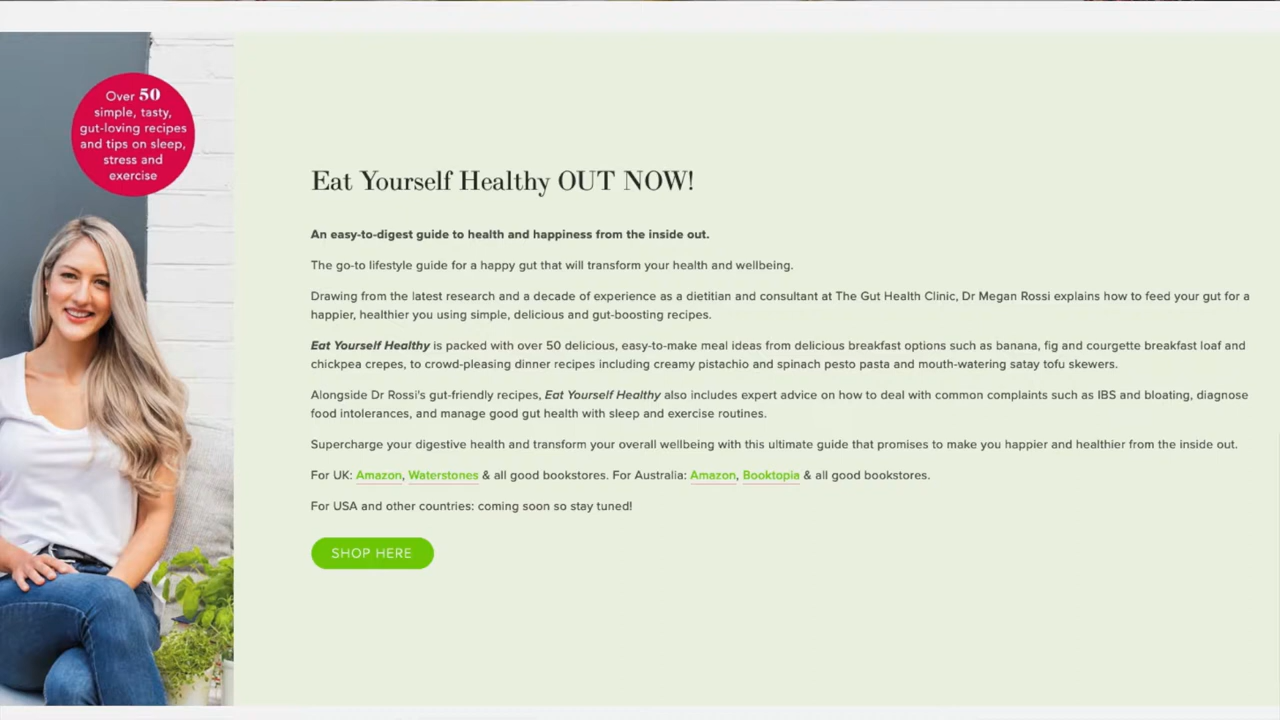 Over 50
simple, tasty,
gut-loving recipes
and tips on sleep,
stress and
exercise
Eat Yourself Healthy OUT NOW!
An easy-to-digest guide to health and happiness from the inside out.
The go-to lifestyle guide for a happy gut that will transform your health and wellbeing.
Drawing from the latest research and a decade of experience as a dietitian and consultant at The Gut Health Clinic, Dr Megan Rossi explains how to feed your gut for a
happier, healthier you using simple, delicious and gut-boosting recipes.
Eat Yourself Healthy is packed with over 50 delicious, easy-to-make meal ideas from delicious breakfast options such as banana, fig and courgette breakfast loaf and
chickpea crepes, to crowd-pleasing dinner recipes including creamy pistachio and spinach pesto pasta and mouth-watering satay tofu skewers.
Alongside Dr Rossi's gut-friendly recipes, Eat Yourself Healthy also includes expert advice on how to deal with common complaints such as IBS and bloating, diagnose
food intolerances, and manage good gut health with sleep and exercise routines.
Supercharge your digestive health and transform your overall wellbeing with this ultimate guide that promises to make you happier and healthier from the inside out.
For UK: Amazon, Waterstones & all good bookstores. For Australia: Amazon, Booktopia & all good bookstores.
For USA and other countries: coming soon so stay tuned!
SHOP HERE